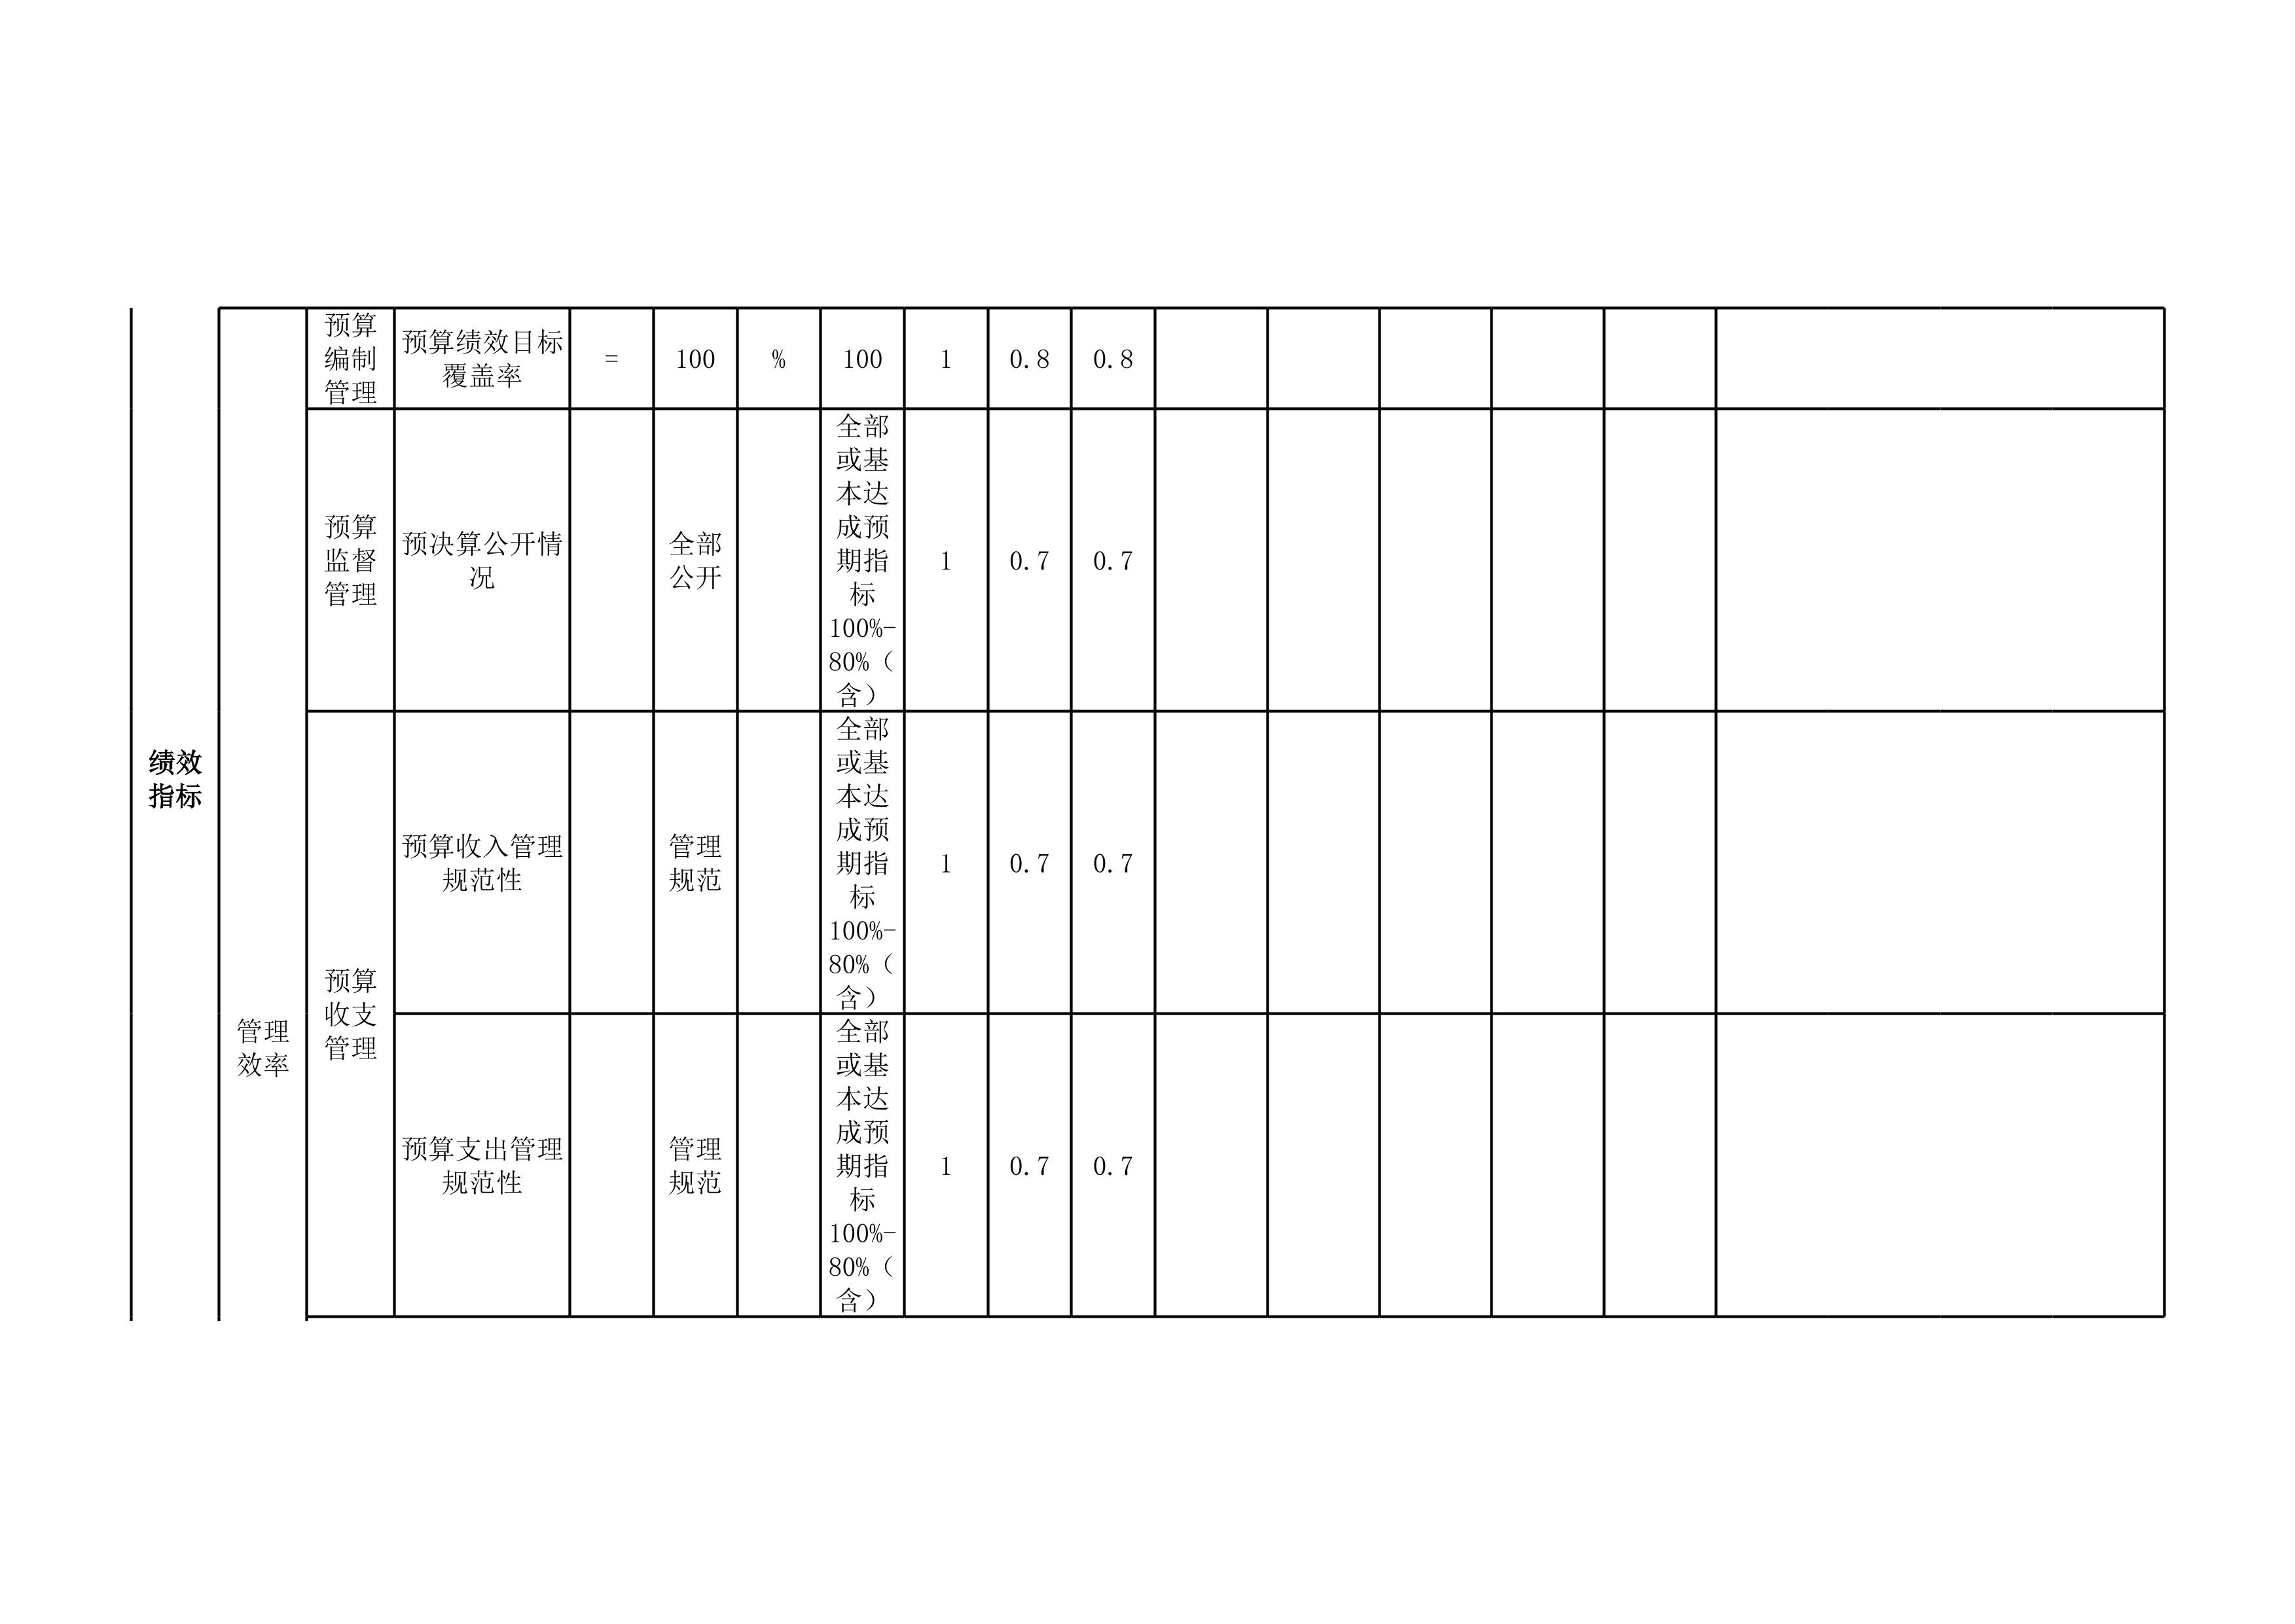 绩效
指标
管理
效率
预算
编制
管理
预算绩效目标
覆盖率
=
100
%
100
1
0.8
0.8
预算
监督
管理
预决算公开情
况
全部
公开
全部
或基
本达
成预
期指
标
100%-
80%（
含）
1
0.7
0.7
预算
收支
管理
预算收入管理
规范性
管理
规范
全部
或基
本达
成预
期指
标
100%-
80%（
含）
1
0.7
0.7
预算支出管理
规范性
管理
规范
全部
或基
本达
成预
期指
标
100%-
80%（
含）
1
0.7
0.7